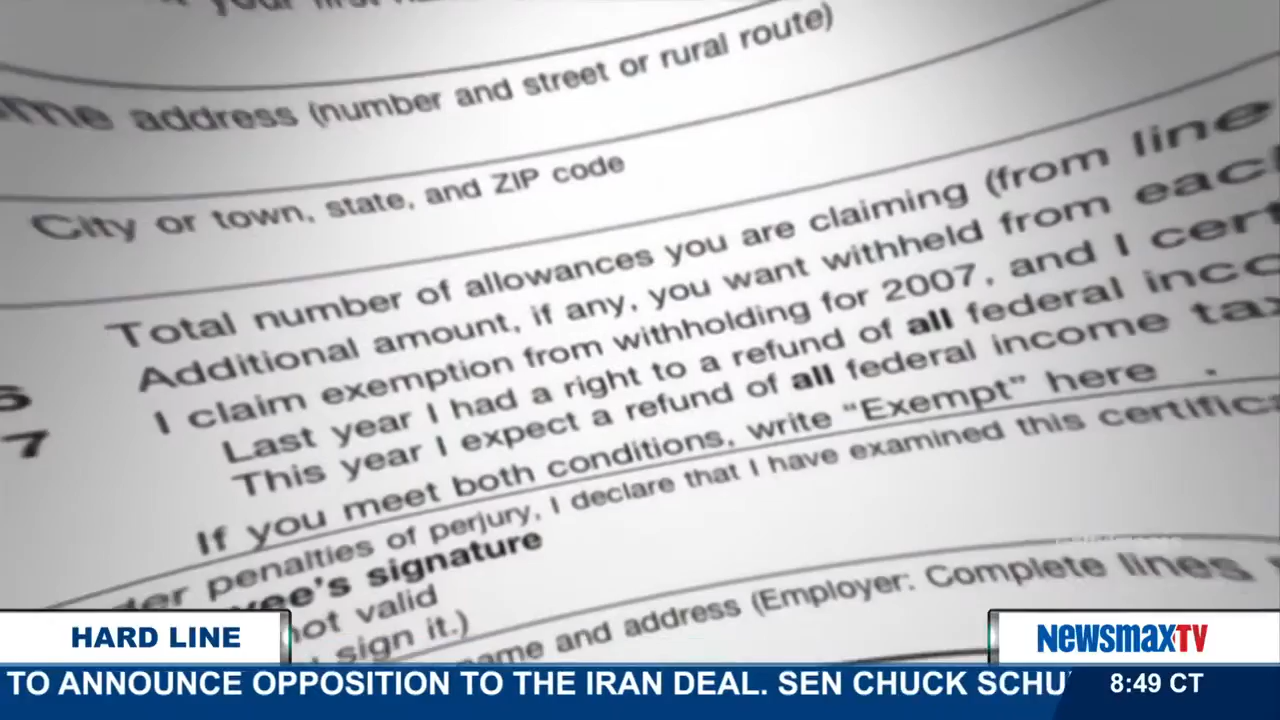 your first
address (number and street or rural route)
City or town, state, and ZIP code
Total number of allowances you are claiming (from line
Additional amount, if any, you want withheld from each
I claim exemption from withholding for 2007, and I cert
Last year I had a right to a refund of all federal inco
This year I expect a refund of all federal income tax
If you meet both conditions, write “Exempt” here .
6
7
der penalties of perjury, I declare that I have examined this certifica
yee's signature
not valid
sign it.)
name and address (Employer: Complete lines
HARD LINE
NEWSMAXTV
TO ANNOUNCE OPPOSITION TO THE IRAN DEAL. SEN CHUCK SCHU
8:49 CT